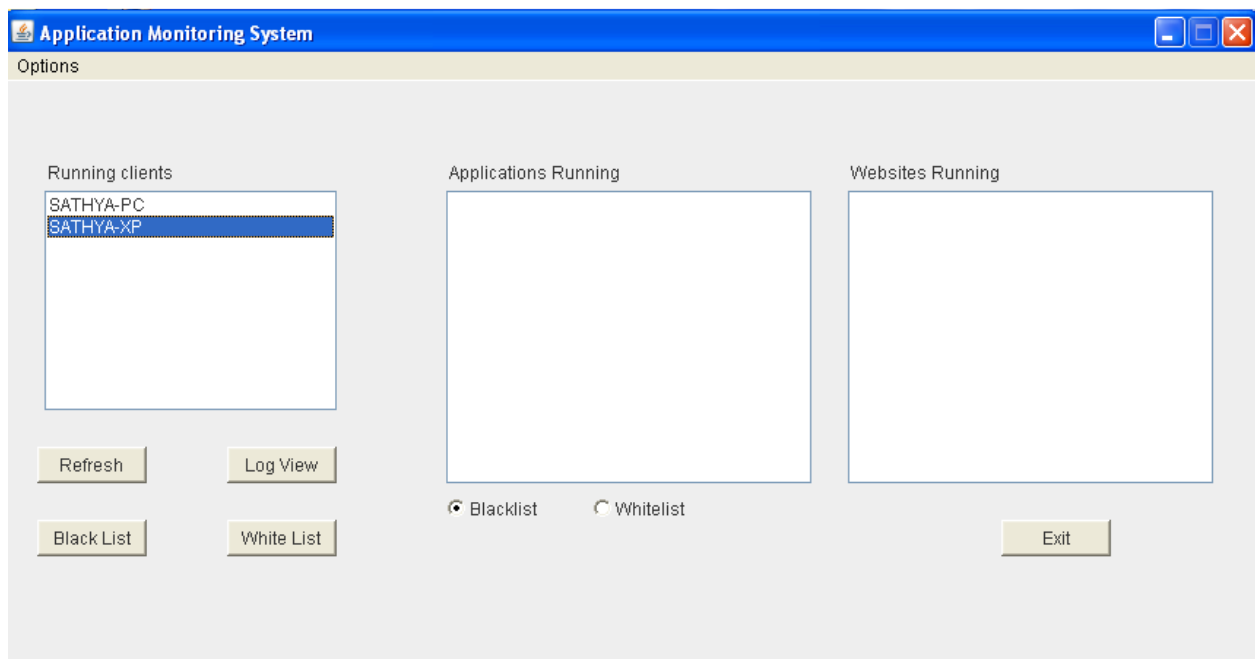 Application Monitoring System
Options
Running clients
SATHYA-PC
SATHYA-XP
Applications Running
Websites Running
Refresh
Log View
Black List
White List
Blacklist
Whitelist
Exit